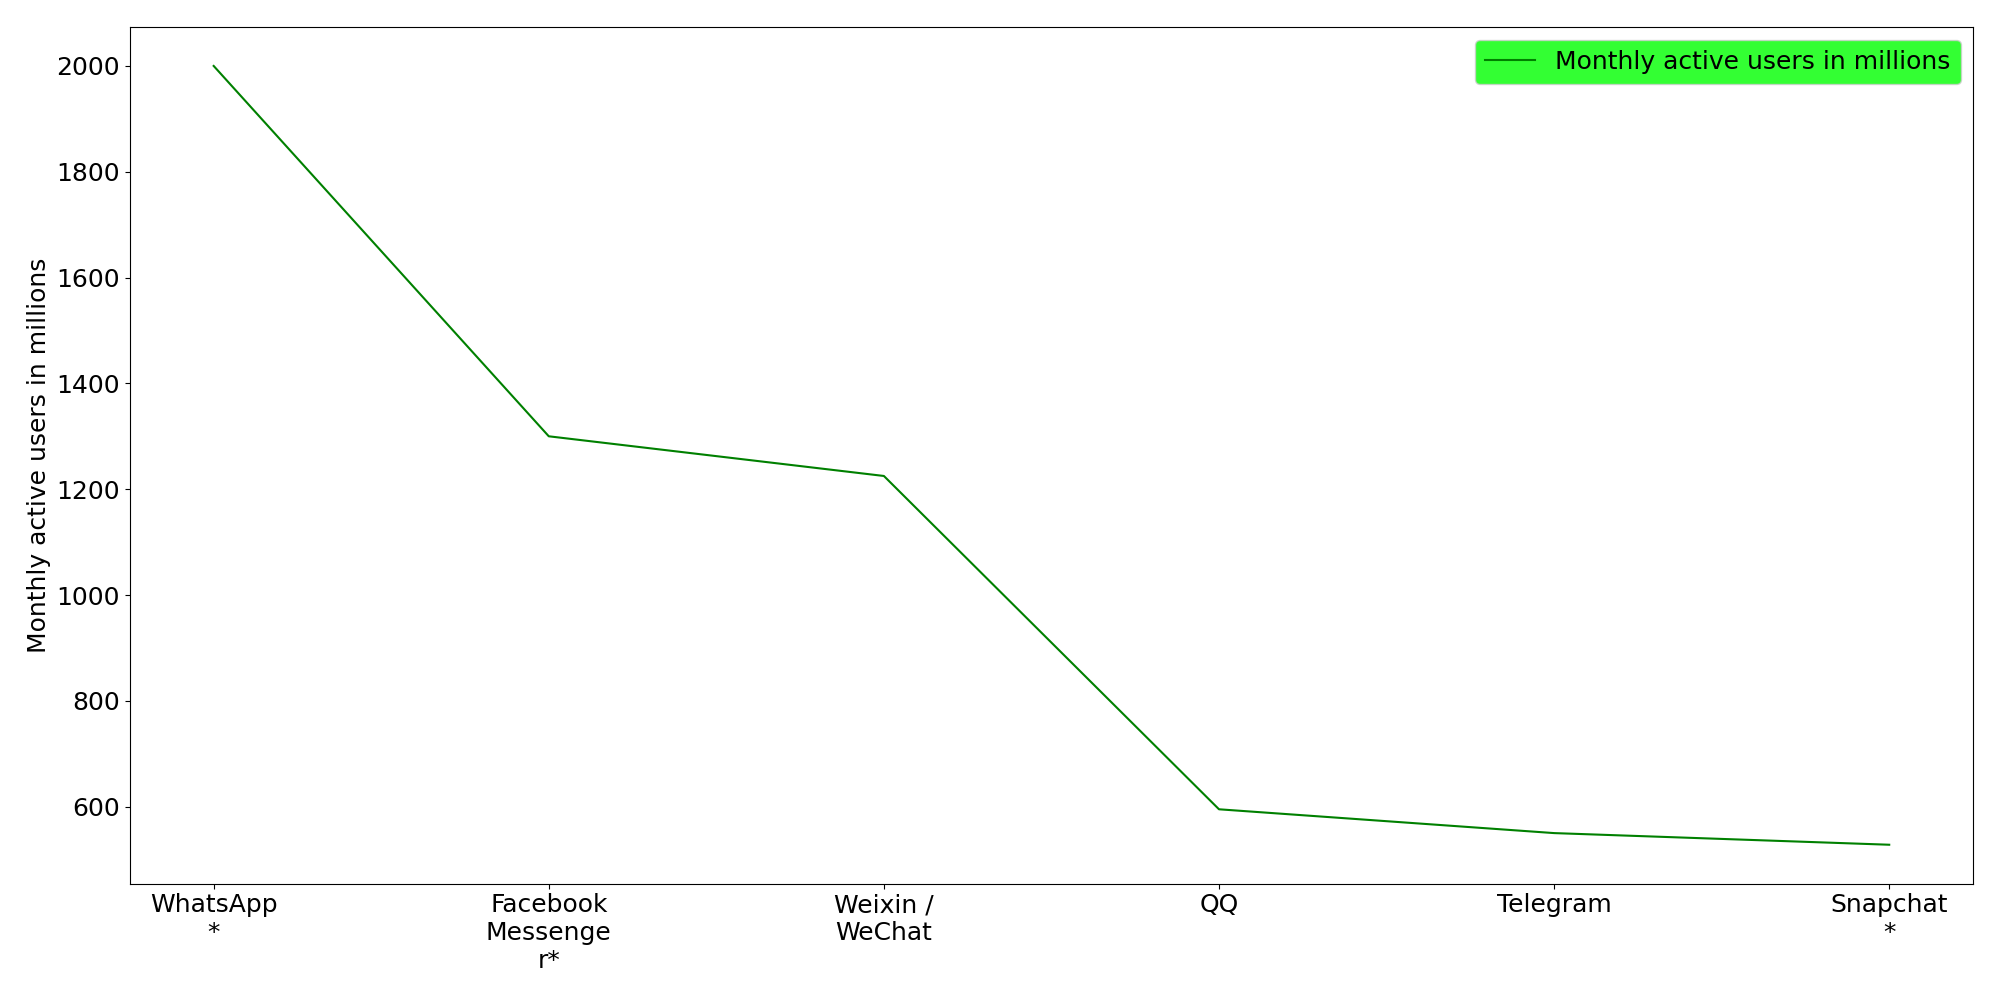 Monthly active users in millions
Monthly active users in millions
2000
1800
1600
1400
1200
1000
800
600
WhatsApp
*
Facebook
Messenge
r*
Weixin /
WeChat
QQ
Telegram
Snapchat
*